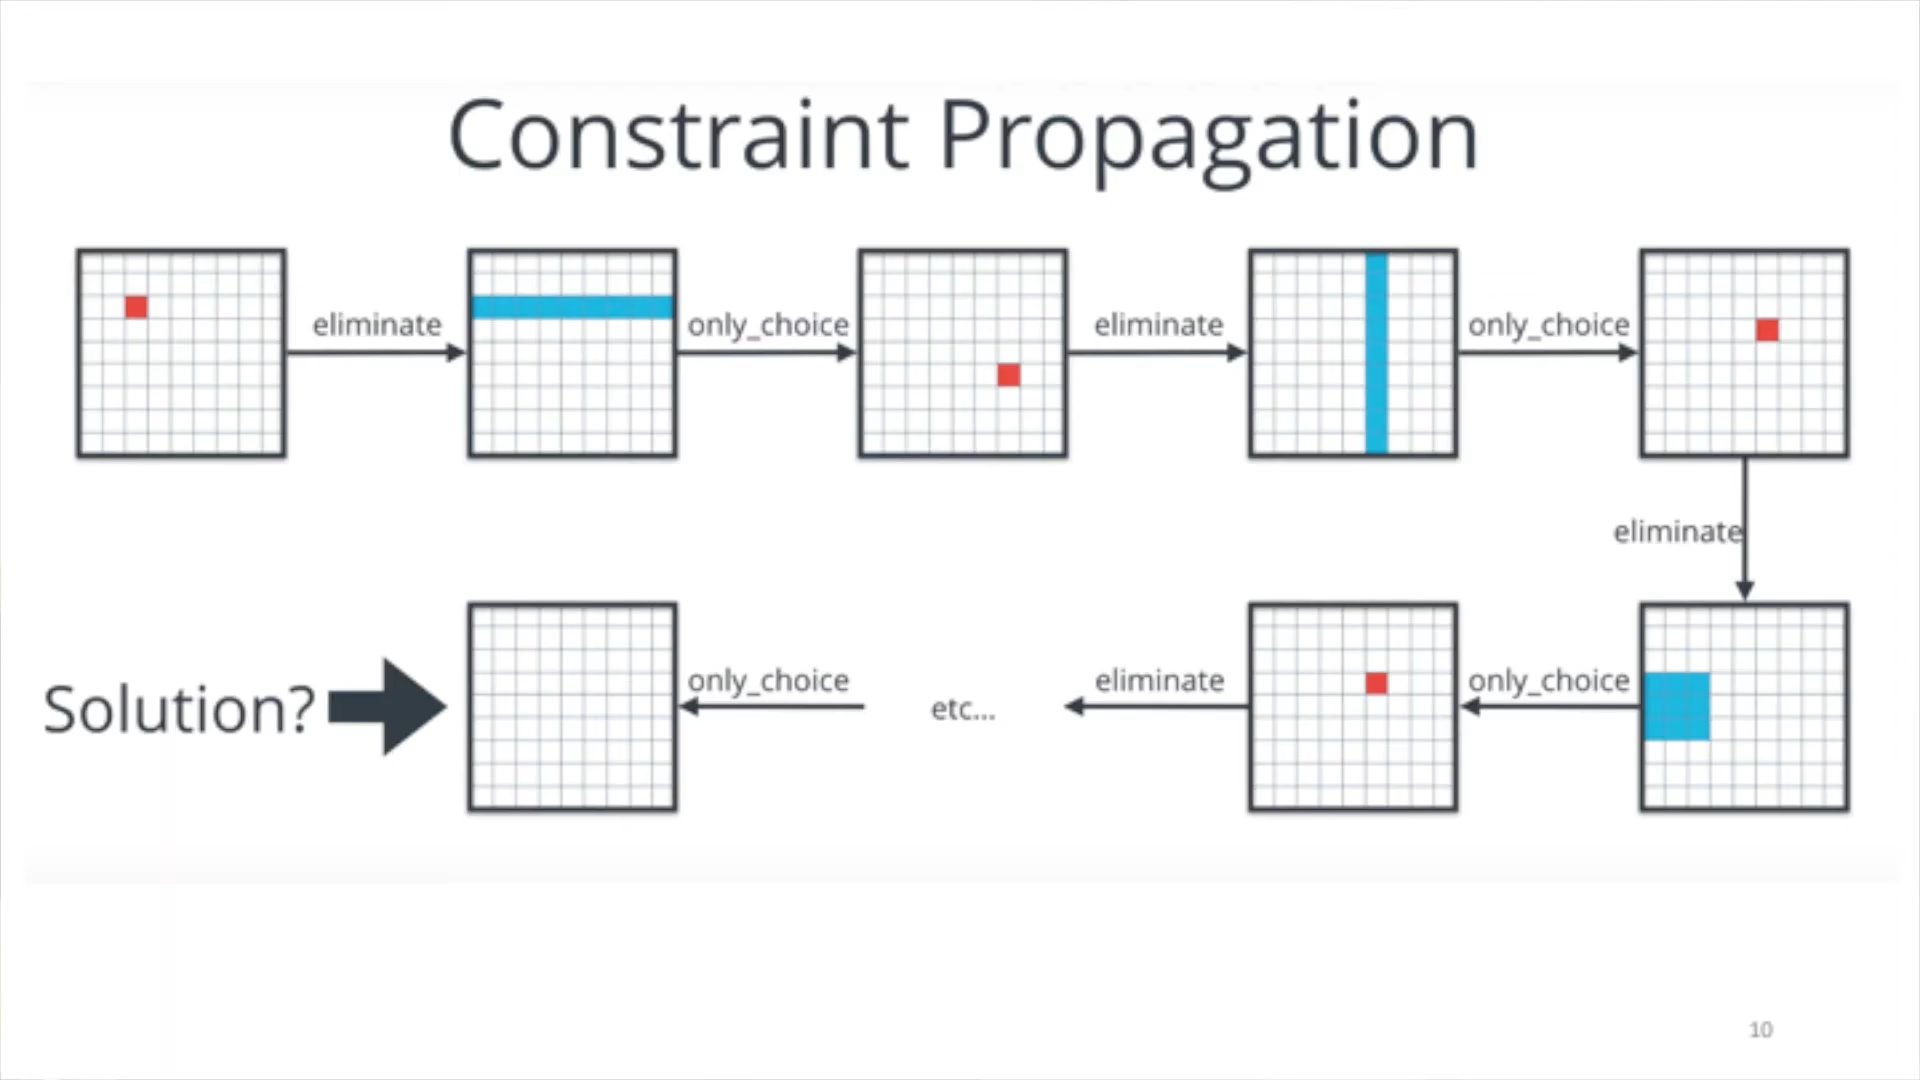 Constraint Propagation
eliminate
only_choice
eliminate
only_choice
eliminate
Solution?
only_choice
etc...
eliminate
only_choice
10